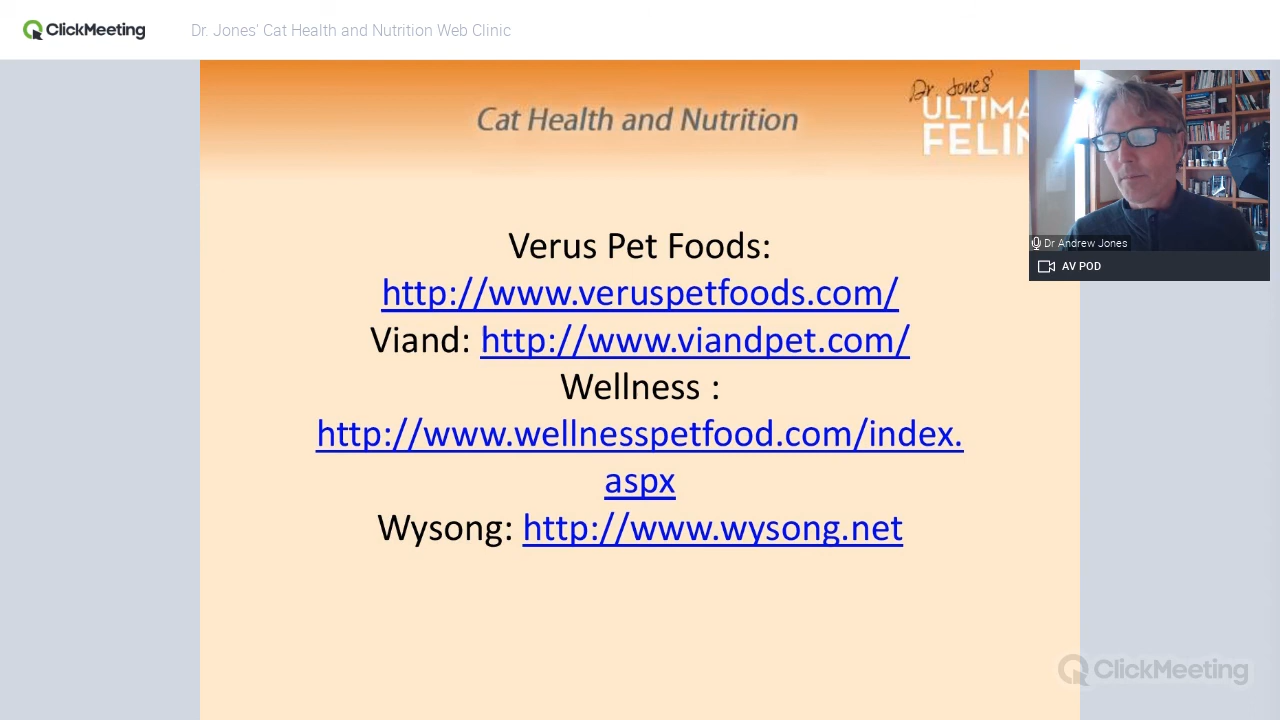 ClickMeeting
Dr. Jones' Cat Health and Nutrition Web Clinic
Cat Health and Nutrition
Dr. Jones'
ULTIMA
FELIN
Dr Andrew Jones
AV POD
Verus Pet Foods:
http://www.veruspetfoods.com/
Viand: http://www.viandpet.com/
Wellness :
http://www.wellnesspetfood.com/index.
aspx
Wysong: http://www.wysong.net
ClickMeeting